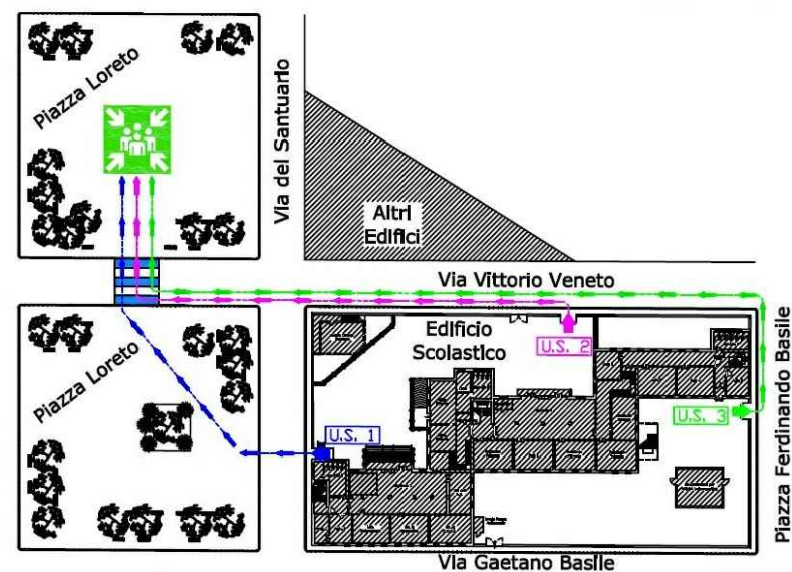 Piazza Loreto
Via del Santuario
Altri
Edifici
Via Vittorio Veneto
Piazza Loreto
Edificio
Scolastico
U.S. 2
U.S. 1
U.S. 3
Piazza Ferdinando Basile
Via Gaetano Basile